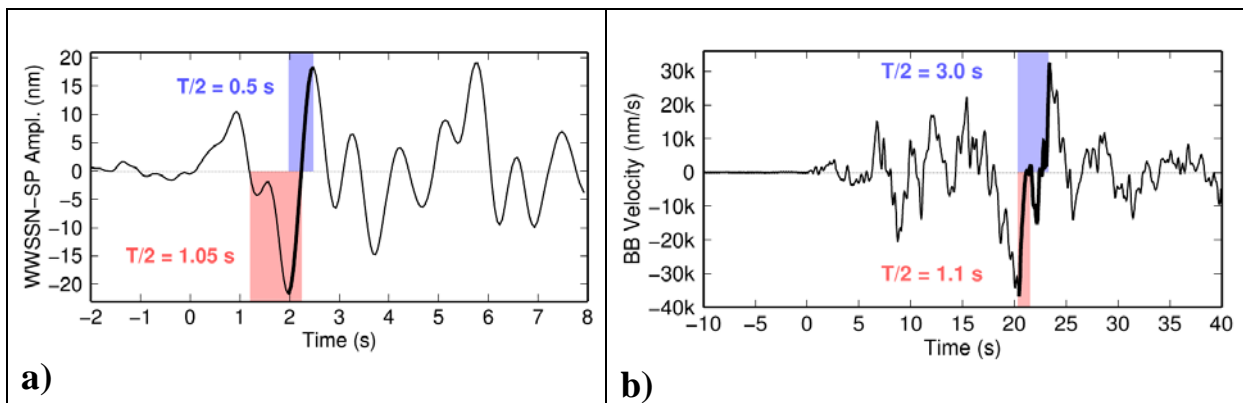 WWSSN-SP Ampl. (nm)
20
15
10
5
0
-5
-10
-15
-20
T/2 = 0.5 s
T/2 = 1.05 s
-2 -1 0 1 2 3 4 5 6 7 8
Time (s)
a)
BB Velocity (nm/s)
30k
20k
10k
0
-10k
-20k
-30k
-40k
T/2 = 3.0 s
T/2 = 1.1 s
-10 -5 0 5 10 15 20 25 30 35 40
Time (s)
b)